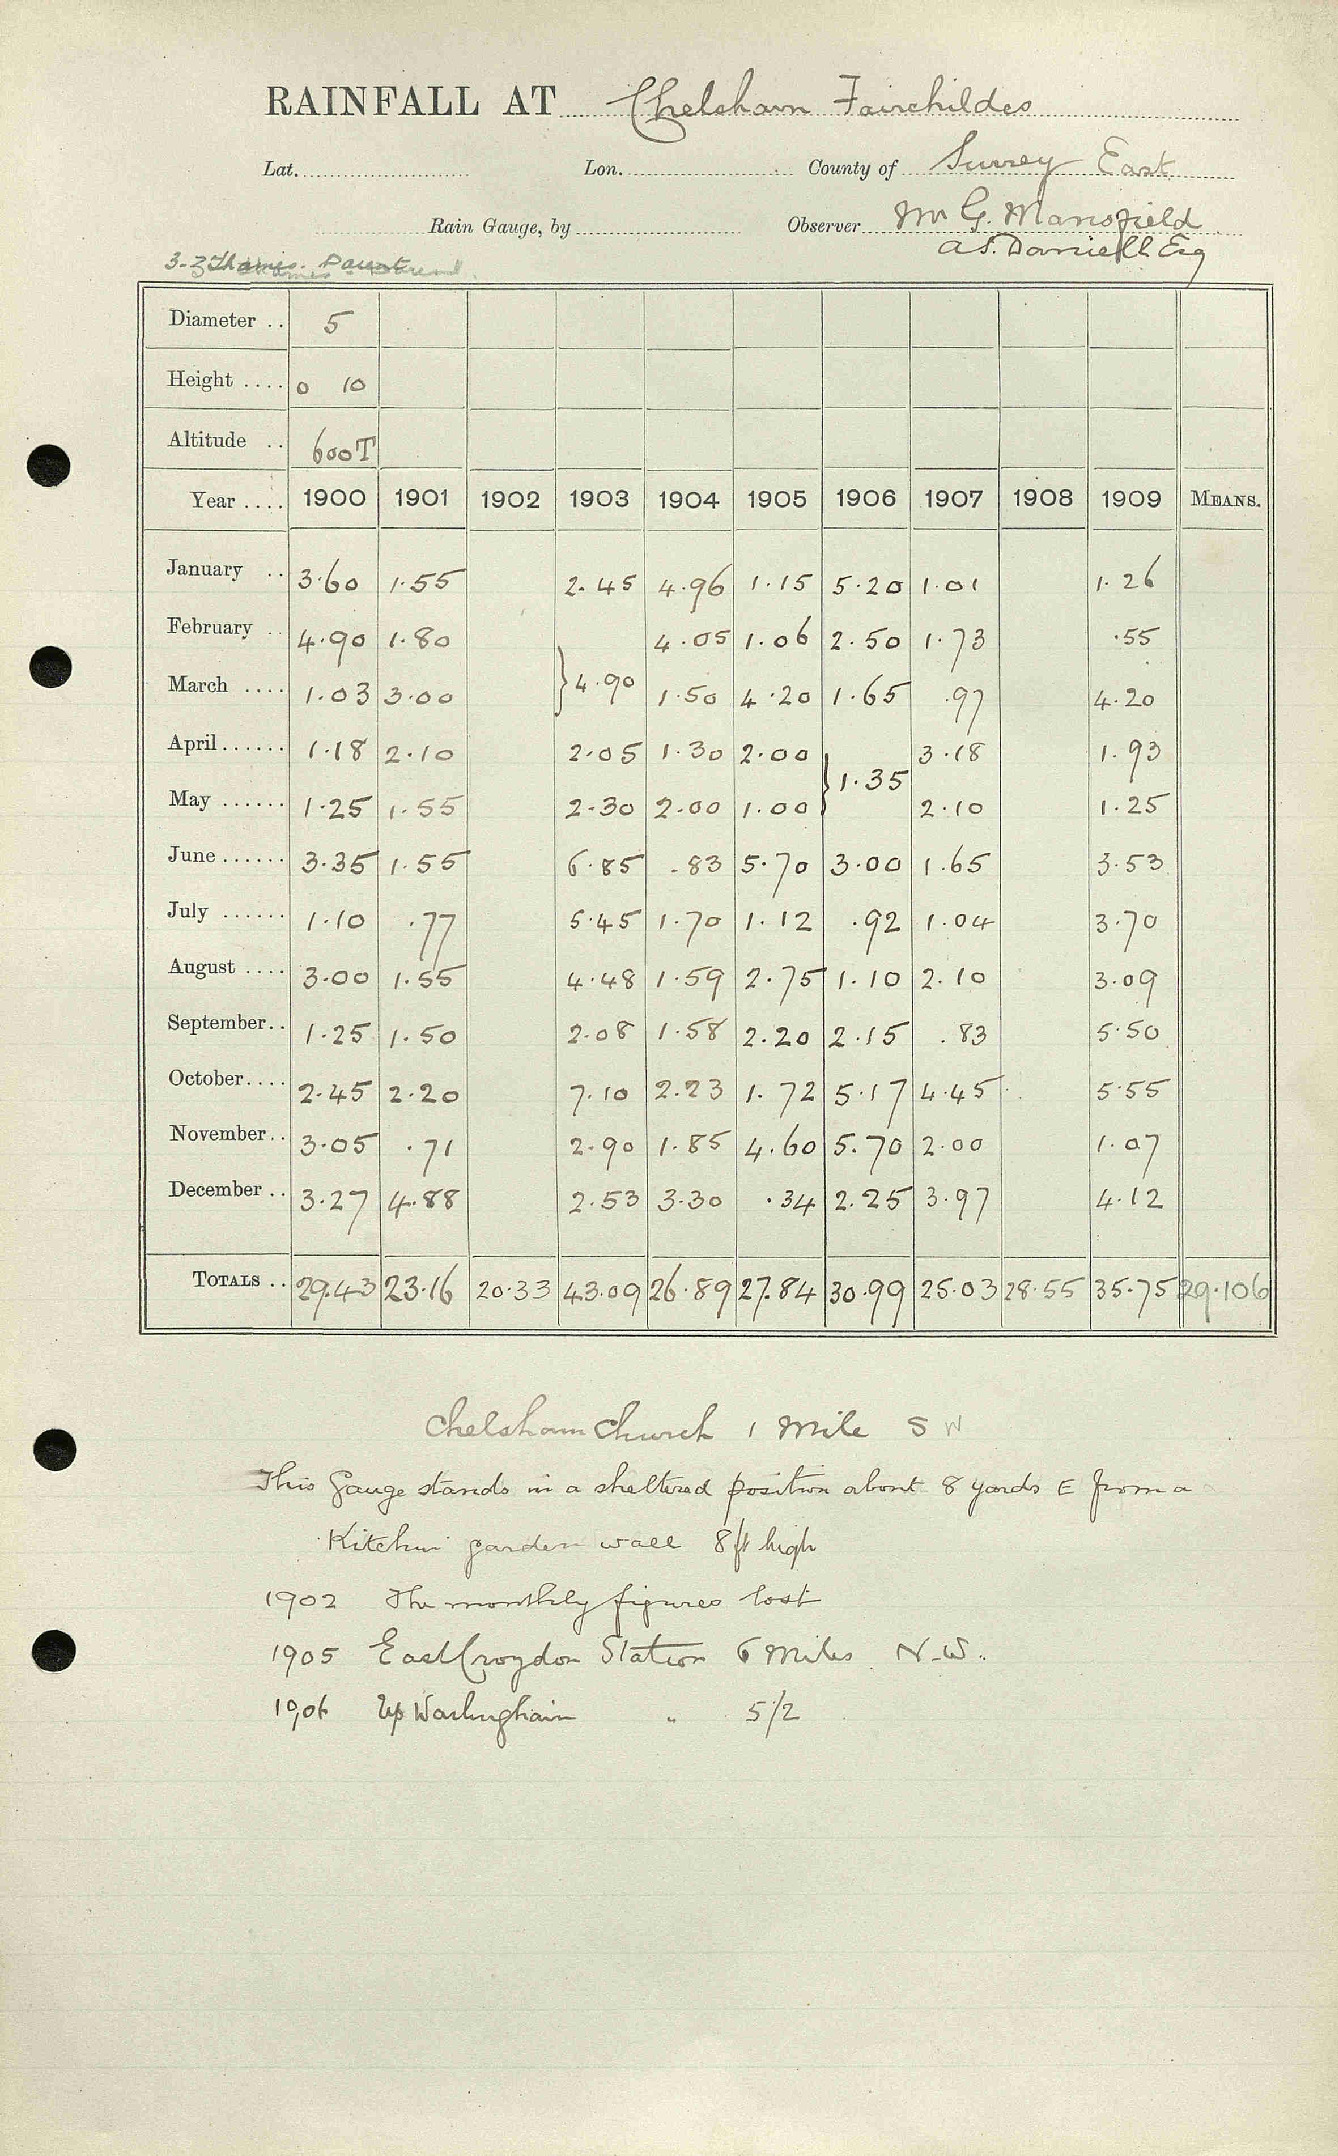 RAINFALL AT Chelsham Fairchildes
Lat. Lon. County of Surrey East
Rain Gauge, by Observer Mr G. Mansfield
A S. Daniell Esq
3-3 Thames
Diameter .. 5
Height .... 0 10
Altitude .. 600T
Year .... 1900 1901 1902 1903 1904 1905 1906 1907 1908 1909 MEANS.
January .. 3.60 1.55 2.45 4.96 1.15 5.20 1.01 1.26
February .. 4.90 1.80 4.05 1.06 2.50 1.73 .55
March .... 1.03 3.00 }4.90 1.50 4.20 1.65 .97 4.20
April...... 1.18 2.10 2.05 1.30 2.00 }1.35 3.18 1.93
May ...... 1.25 1.55 2.30 2.00 1.00 2.10 1.25
June...... 3.35 1.55 6.85 .83 5.70 3.00 1.65 3.53
July ...... 1.10 .77 5.45 1.70 1.12 .92 1.04 3.70
August .... 3.00 1.55 4.48 1.59 2.75 1.10 2.10 3.09
September.. 1.25 1.50 2.08 1.58 2.20 2.15 .83 5.50
October.... 2.45 2.20 7.10 2.23 1.72 5.17 4.45 5.55
November.. 3.05 .71 2.90 1.85 4.60 5.70 2.00 1.07
December .. 3.27 4.88 2.53 3.30 .34 2.25 3.97 4.12
TOTALS .. 29.43 23.16 20.33 43.09 26.89 27.84 30.99 25.03 28.55 35.75 29.106
Chelsham Church 1 Mile S W
This Gauge stands in a sheltered position about 8 yards E from a
Kitchen garden wall 8ft high
1902 The monthly figures lost
1905 East Croydon Station 6 Miles N.W.
1906 Up Warlingham " 5 1/2